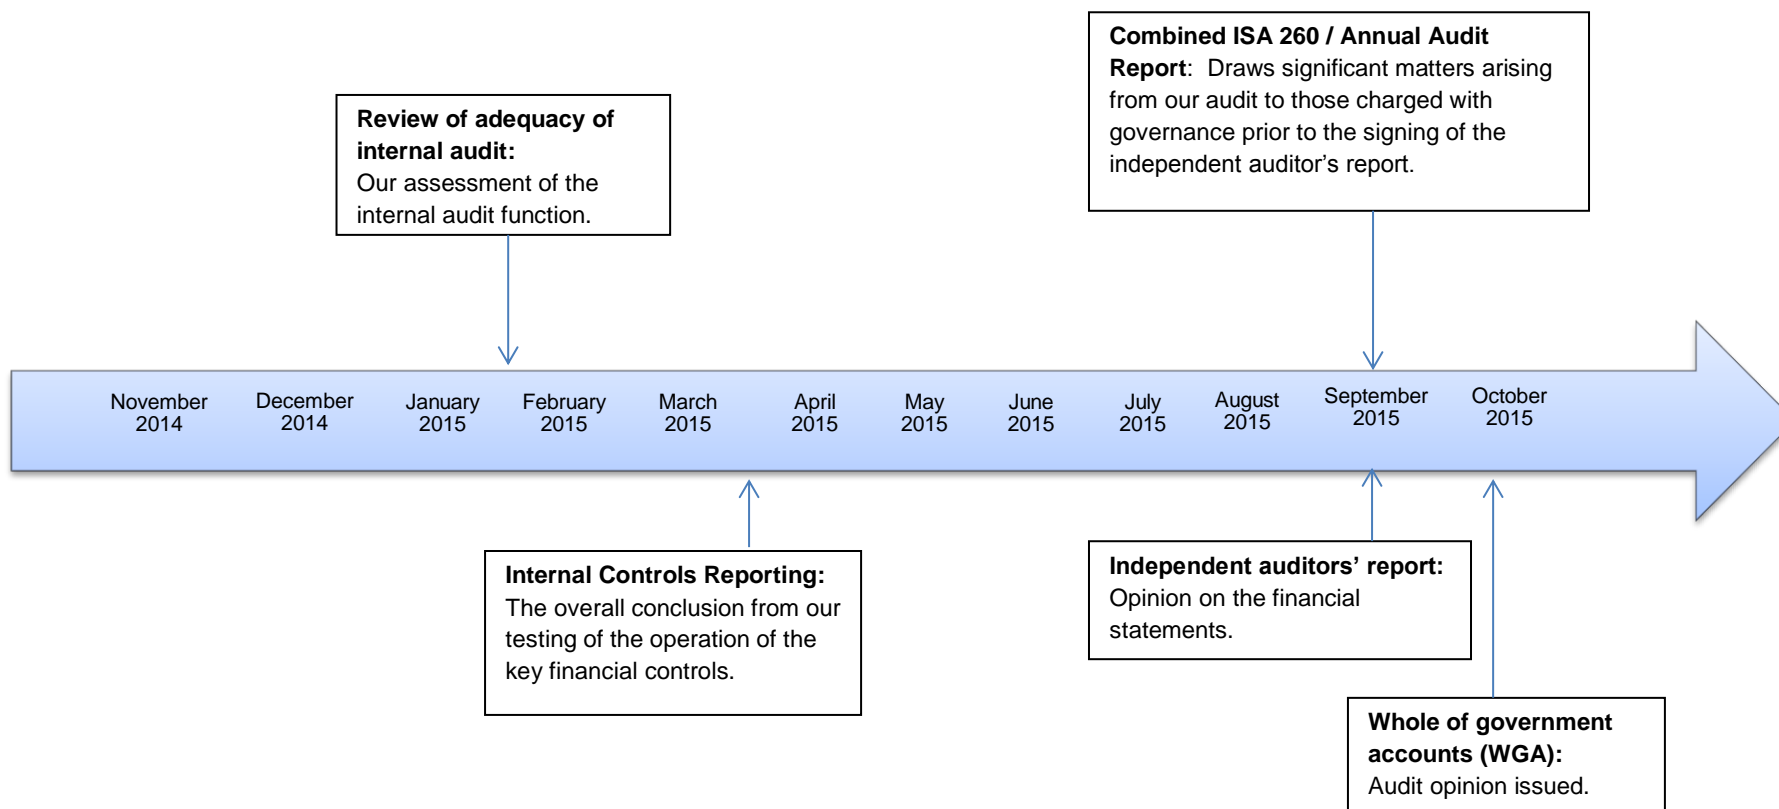 Combined ISA 260 / Annual Audit
Report:  Draws significant matters arising
from our audit to those charged with
governance prior to the signing of the
independent auditor’s report.
Review of adequacy of
internal audit:
Our assessment of the
internal audit function.
November
2014
December
2014
January
2015
February
2015
March
2015
April
2015
May
2015
June
2015
July
2015
August
2015
September
2015
October
2015
Internal Controls Reporting:
The overall conclusion from our
testing of the operation of the
key financial controls.
Independent auditors’ report:
Opinion on the financial
statements.
Whole of government
accounts (WGA):
Audit opinion issued.